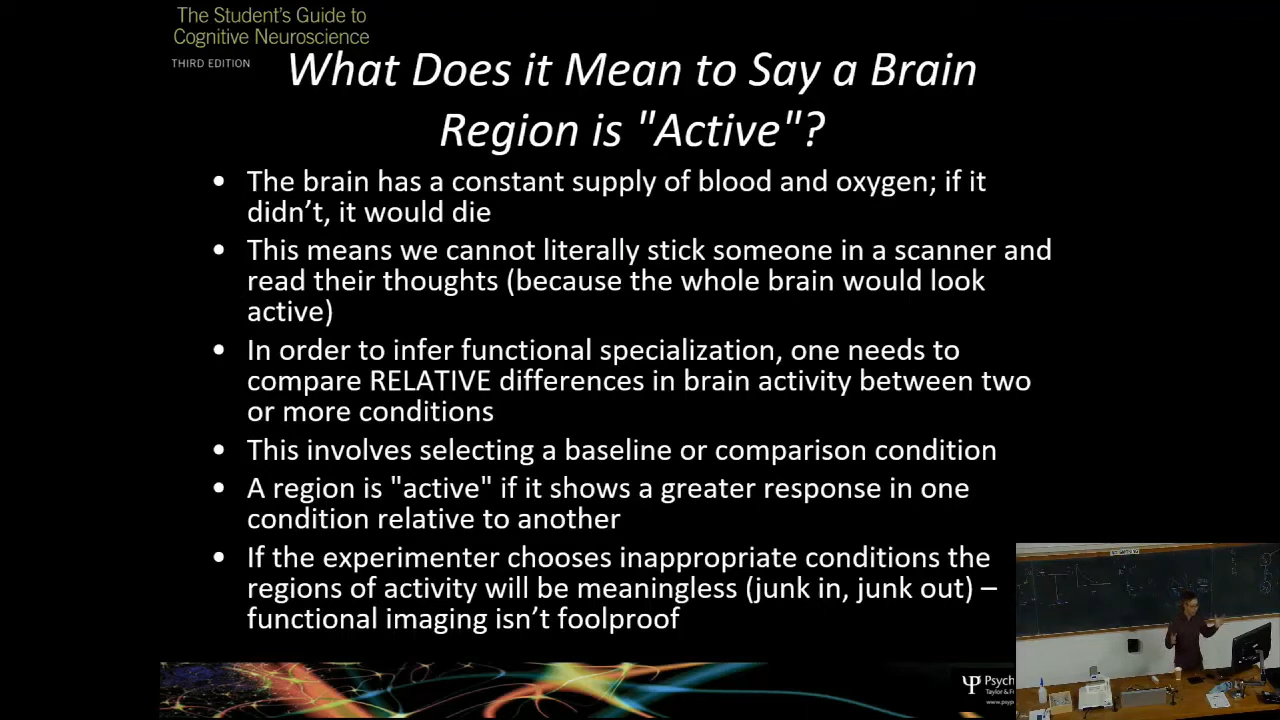 The Student's Guide to
Cognitive Neuroscience
THIRD EDITION
What Does it Mean to Say a Brain
Region is "Active"?
• The brain has a constant supply of blood and oxygen; if it
didn't, it would die
• This means we cannot literally stick someone in a scanner and
read their thoughts (because the whole brain would look
active)
• In order to infer functional specialization, one needs to
compare RELATIVE differences in brain activity between two
or more conditions
• This involves selecting a baseline or comparison condition
• A region is "active" if it shows a greater response in one
condition relative to another
• If the experimenter chooses inappropriate conditions the
regions of activity will be meaningless (junk in, junk out) –
functional imaging isn't foolproof
Psych
Taylor & Fr
www.psyp